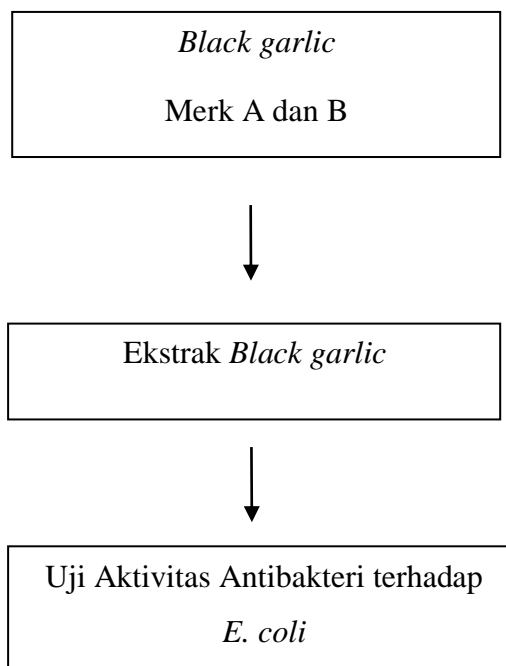 Black garlic
Merk A dan B
Ekstrak Black garlic
Uji Aktivitas Antibakteri terhadap
E. coli